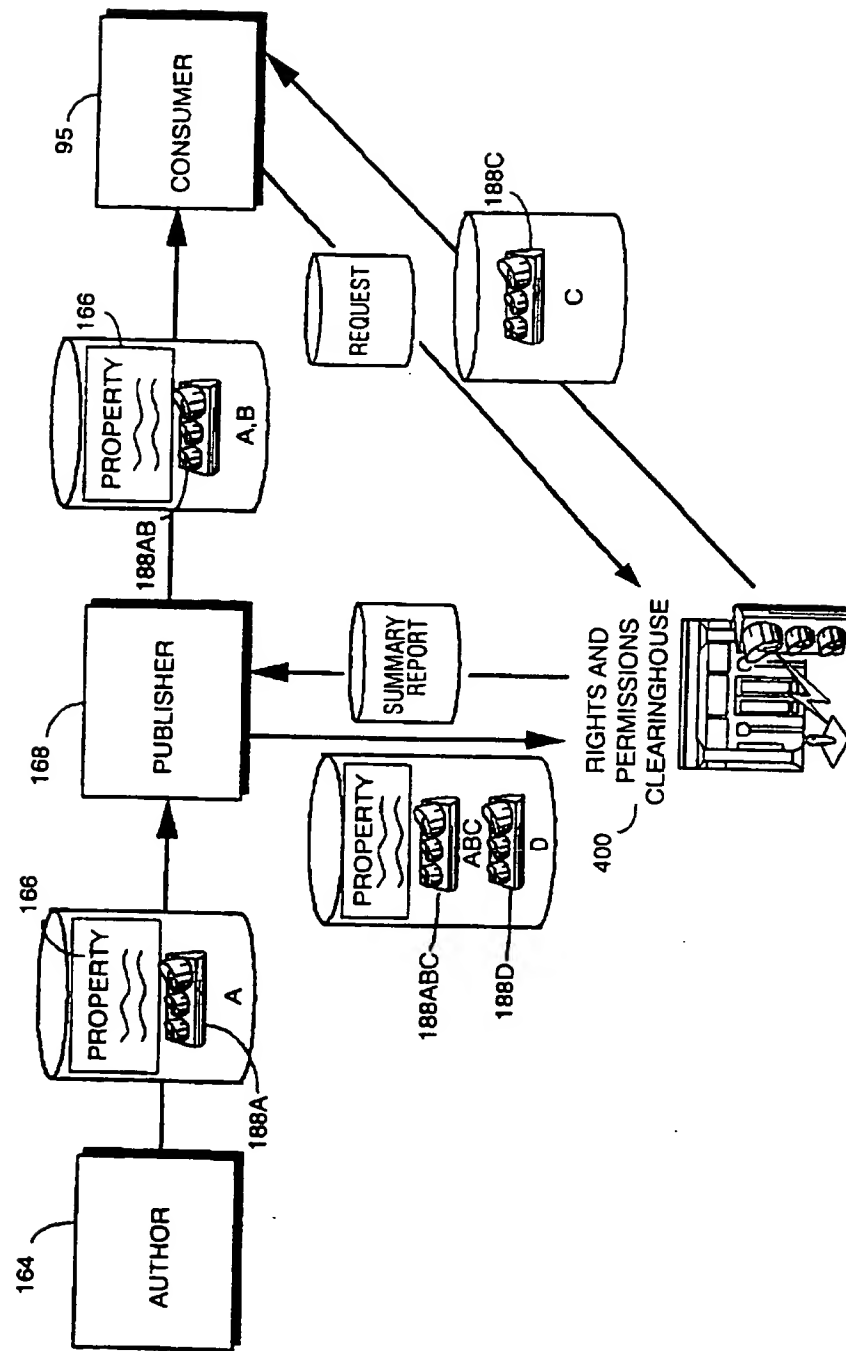 164
AUTHOR
166
PROPERTY
A
188A
168
PUBLISHER
188AB
166
PROPERTY
A,B
95
CONSUMER
PROPERTY
188ABC
ABC
188D
D
SUMMARY
REPORT
REQUEST
188C
C
400
RIGHTS AND
PERMISSIONS
CLEARINGHOUSE